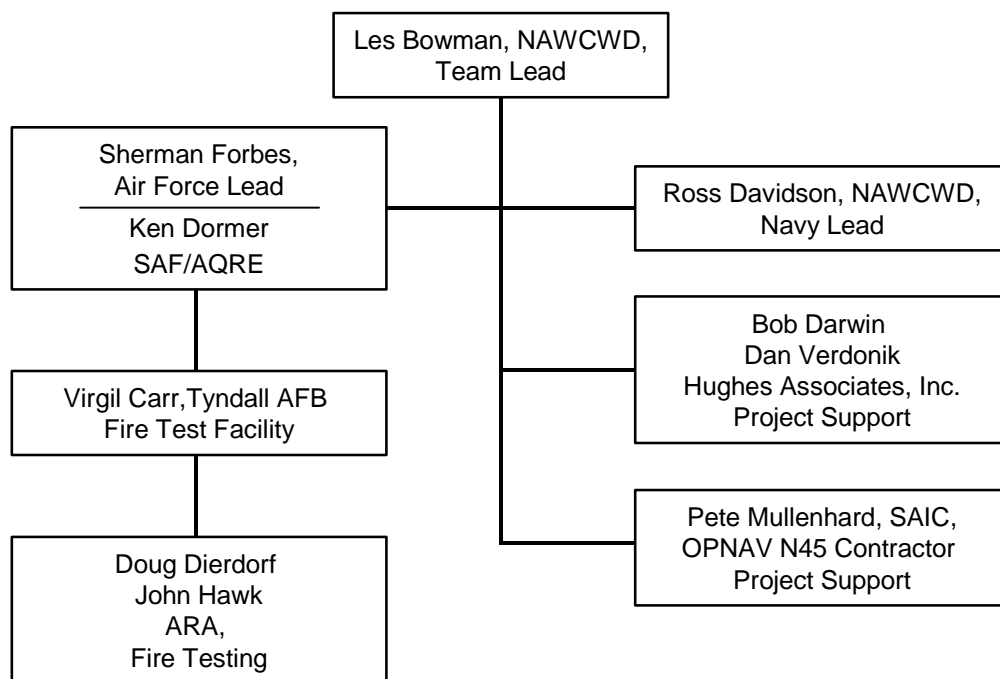 Les Bowman, NAWCWD,
Team Lead
Sherman Forbes,
Air Force Lead
Ken Dormer
SAF/AQRE
Ross Davidson, NAWCWD,
Navy Lead
Bob Darwin
Dan Verdonik
Hughes Associates, Inc.
Project Support
Virgil Carr,Tyndall AFB
Fire Test Facility
Pete Mullenhard, SAIC,
OPNAV N45 Contractor
Project Support
Doug Dierdorf
John Hawk
ARA,
Fire Testing